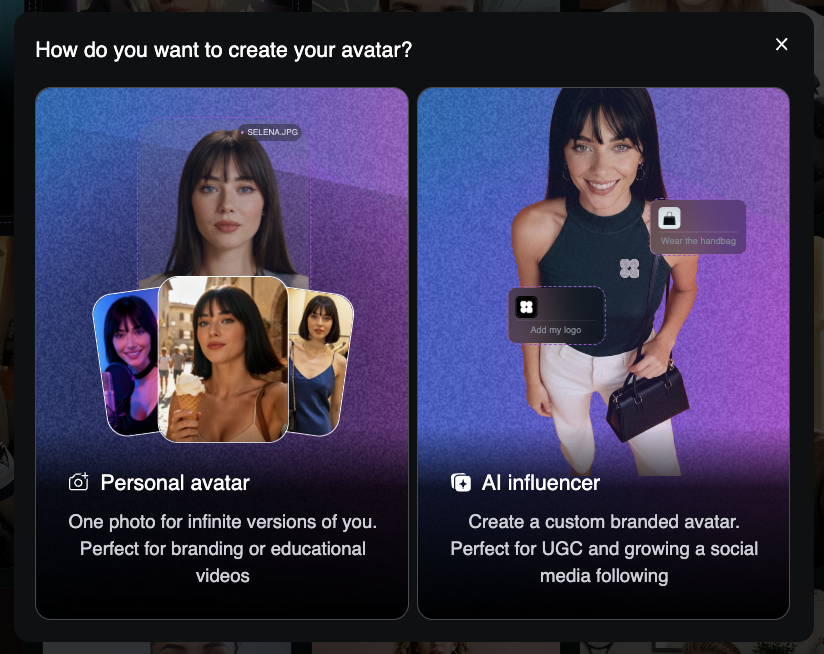 How do you want to create your avatar?
SELENA.JPG
Wear the handbag
Add my logo
Personal avatar
One photo for infinite versions of you.
Perfect for branding or educational
videos
AI influencer
Create a custom branded avatar.
Perfect for UGC and growing a social
media following